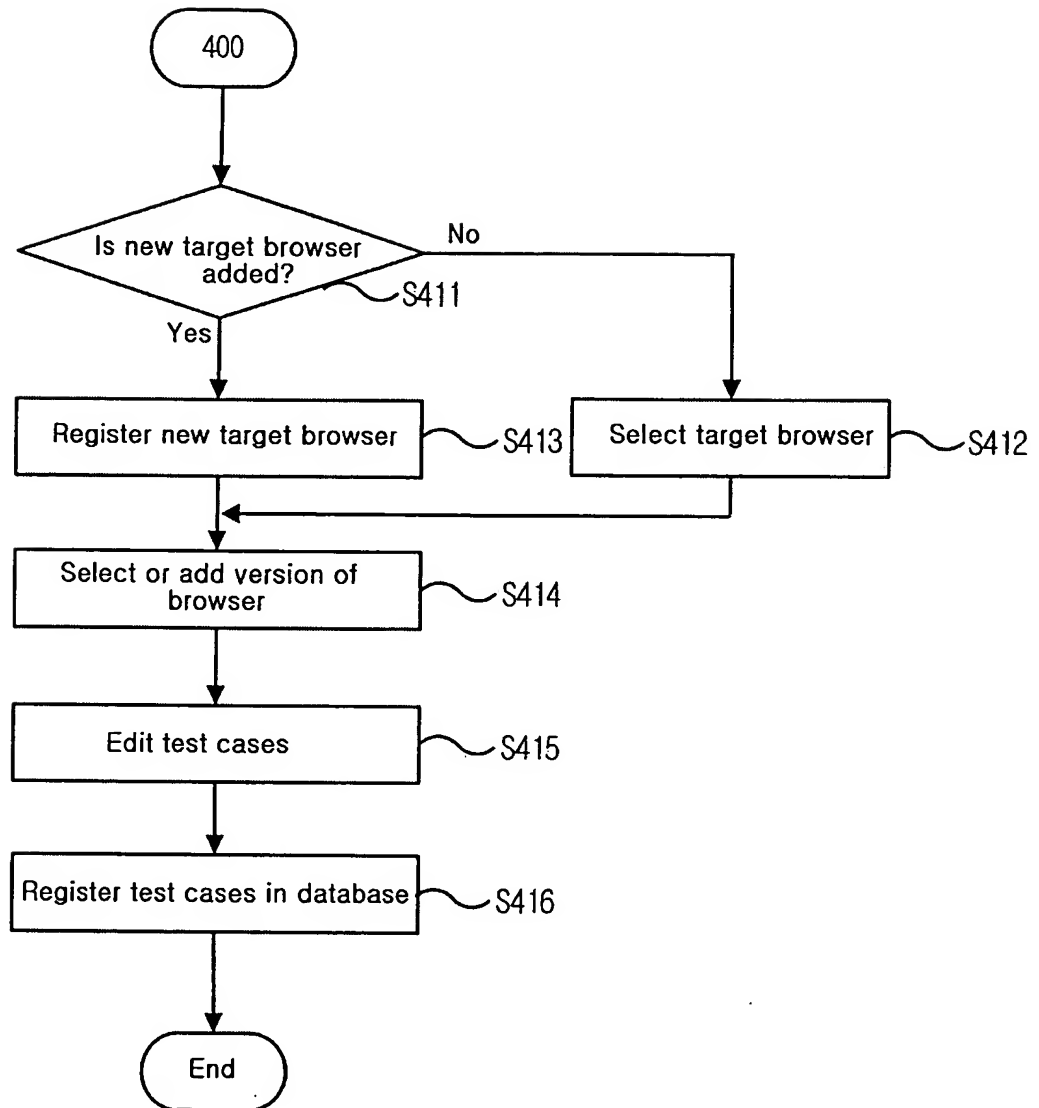 400
Is new target browser
added?
No
S411
Yes
Register new target browser
S413
Select target browser
S412
Select or add version of
browser
S414
Edit test cases
S415
Register test cases in database
S416
End